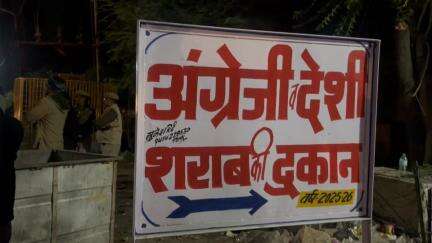 अंग्रेजी व देशी
शराब की दुकान
वर्ष-2025-26